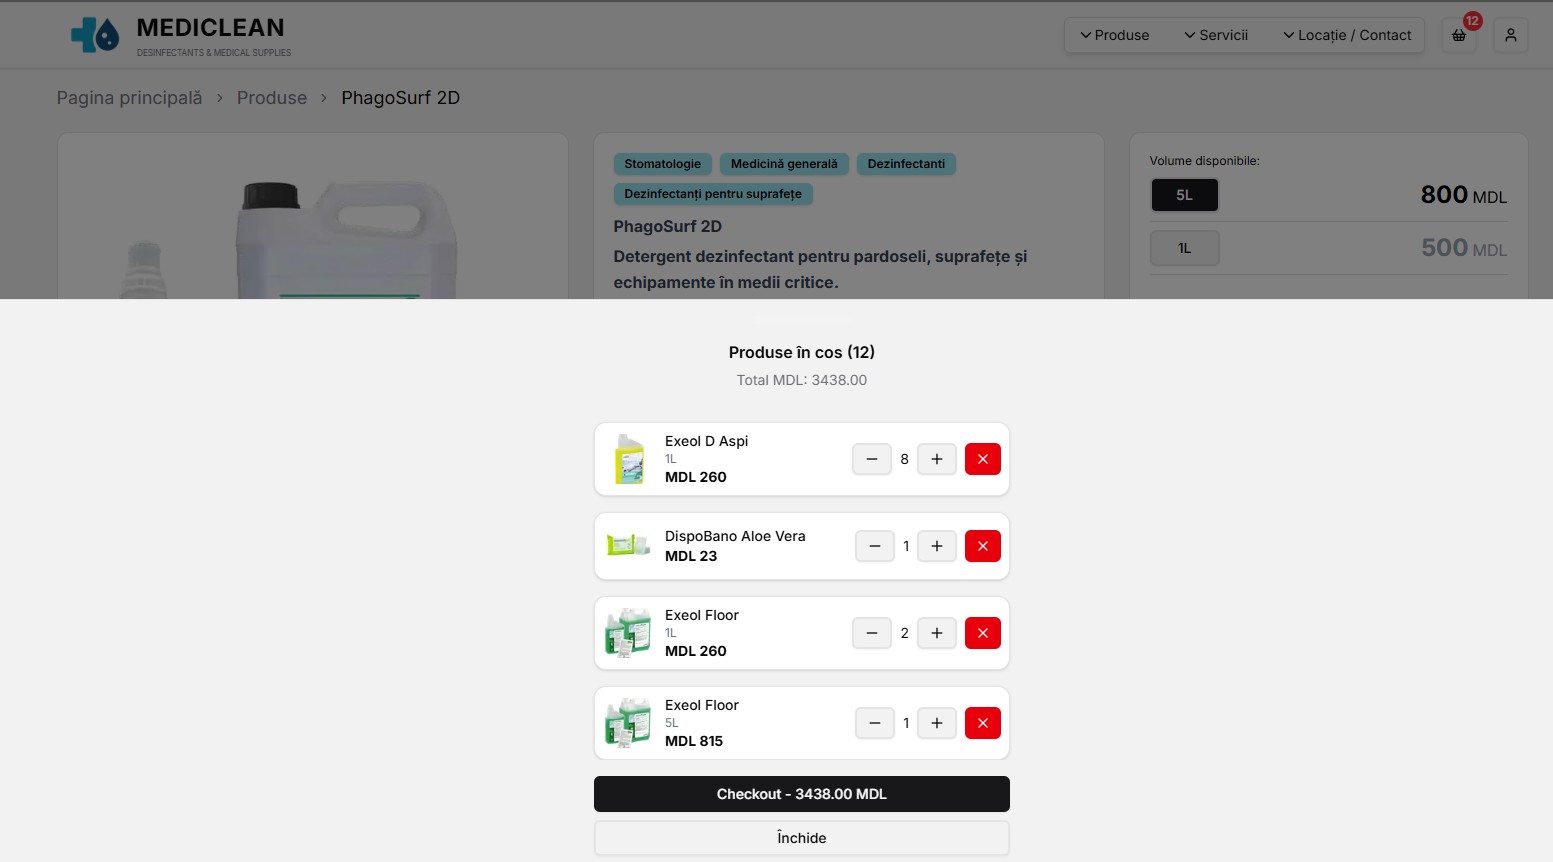 MEDICLEAN
DESINFECTANTS & MEDICAL SUPPLIES
Produse
Servicii
Locație / Contact
12
Pagina principală > Produse > PhagoSurf 2D
Stomatologie
Medicină generală
Dezinfectanti
Dezinfectanți pentru suprafețe
PhagoSurf 2D
Detergent dezinfectant pentru pardoseli, suprafețe și
echipamente în medii critice.
Volume disponibile:
5L
800 MDL
1L
500 MDL
Produse în cos (12)
Total MDL: 3438.00
Exeol D Aspi
1L
MDL 260
8
DispoBano Aloe Vera
MDL 23
1
Exeol Floor
1L
MDL 260
2
Exeol Floor
5L
MDL 815
1
Checkout - 3438.00 MDL
Închide